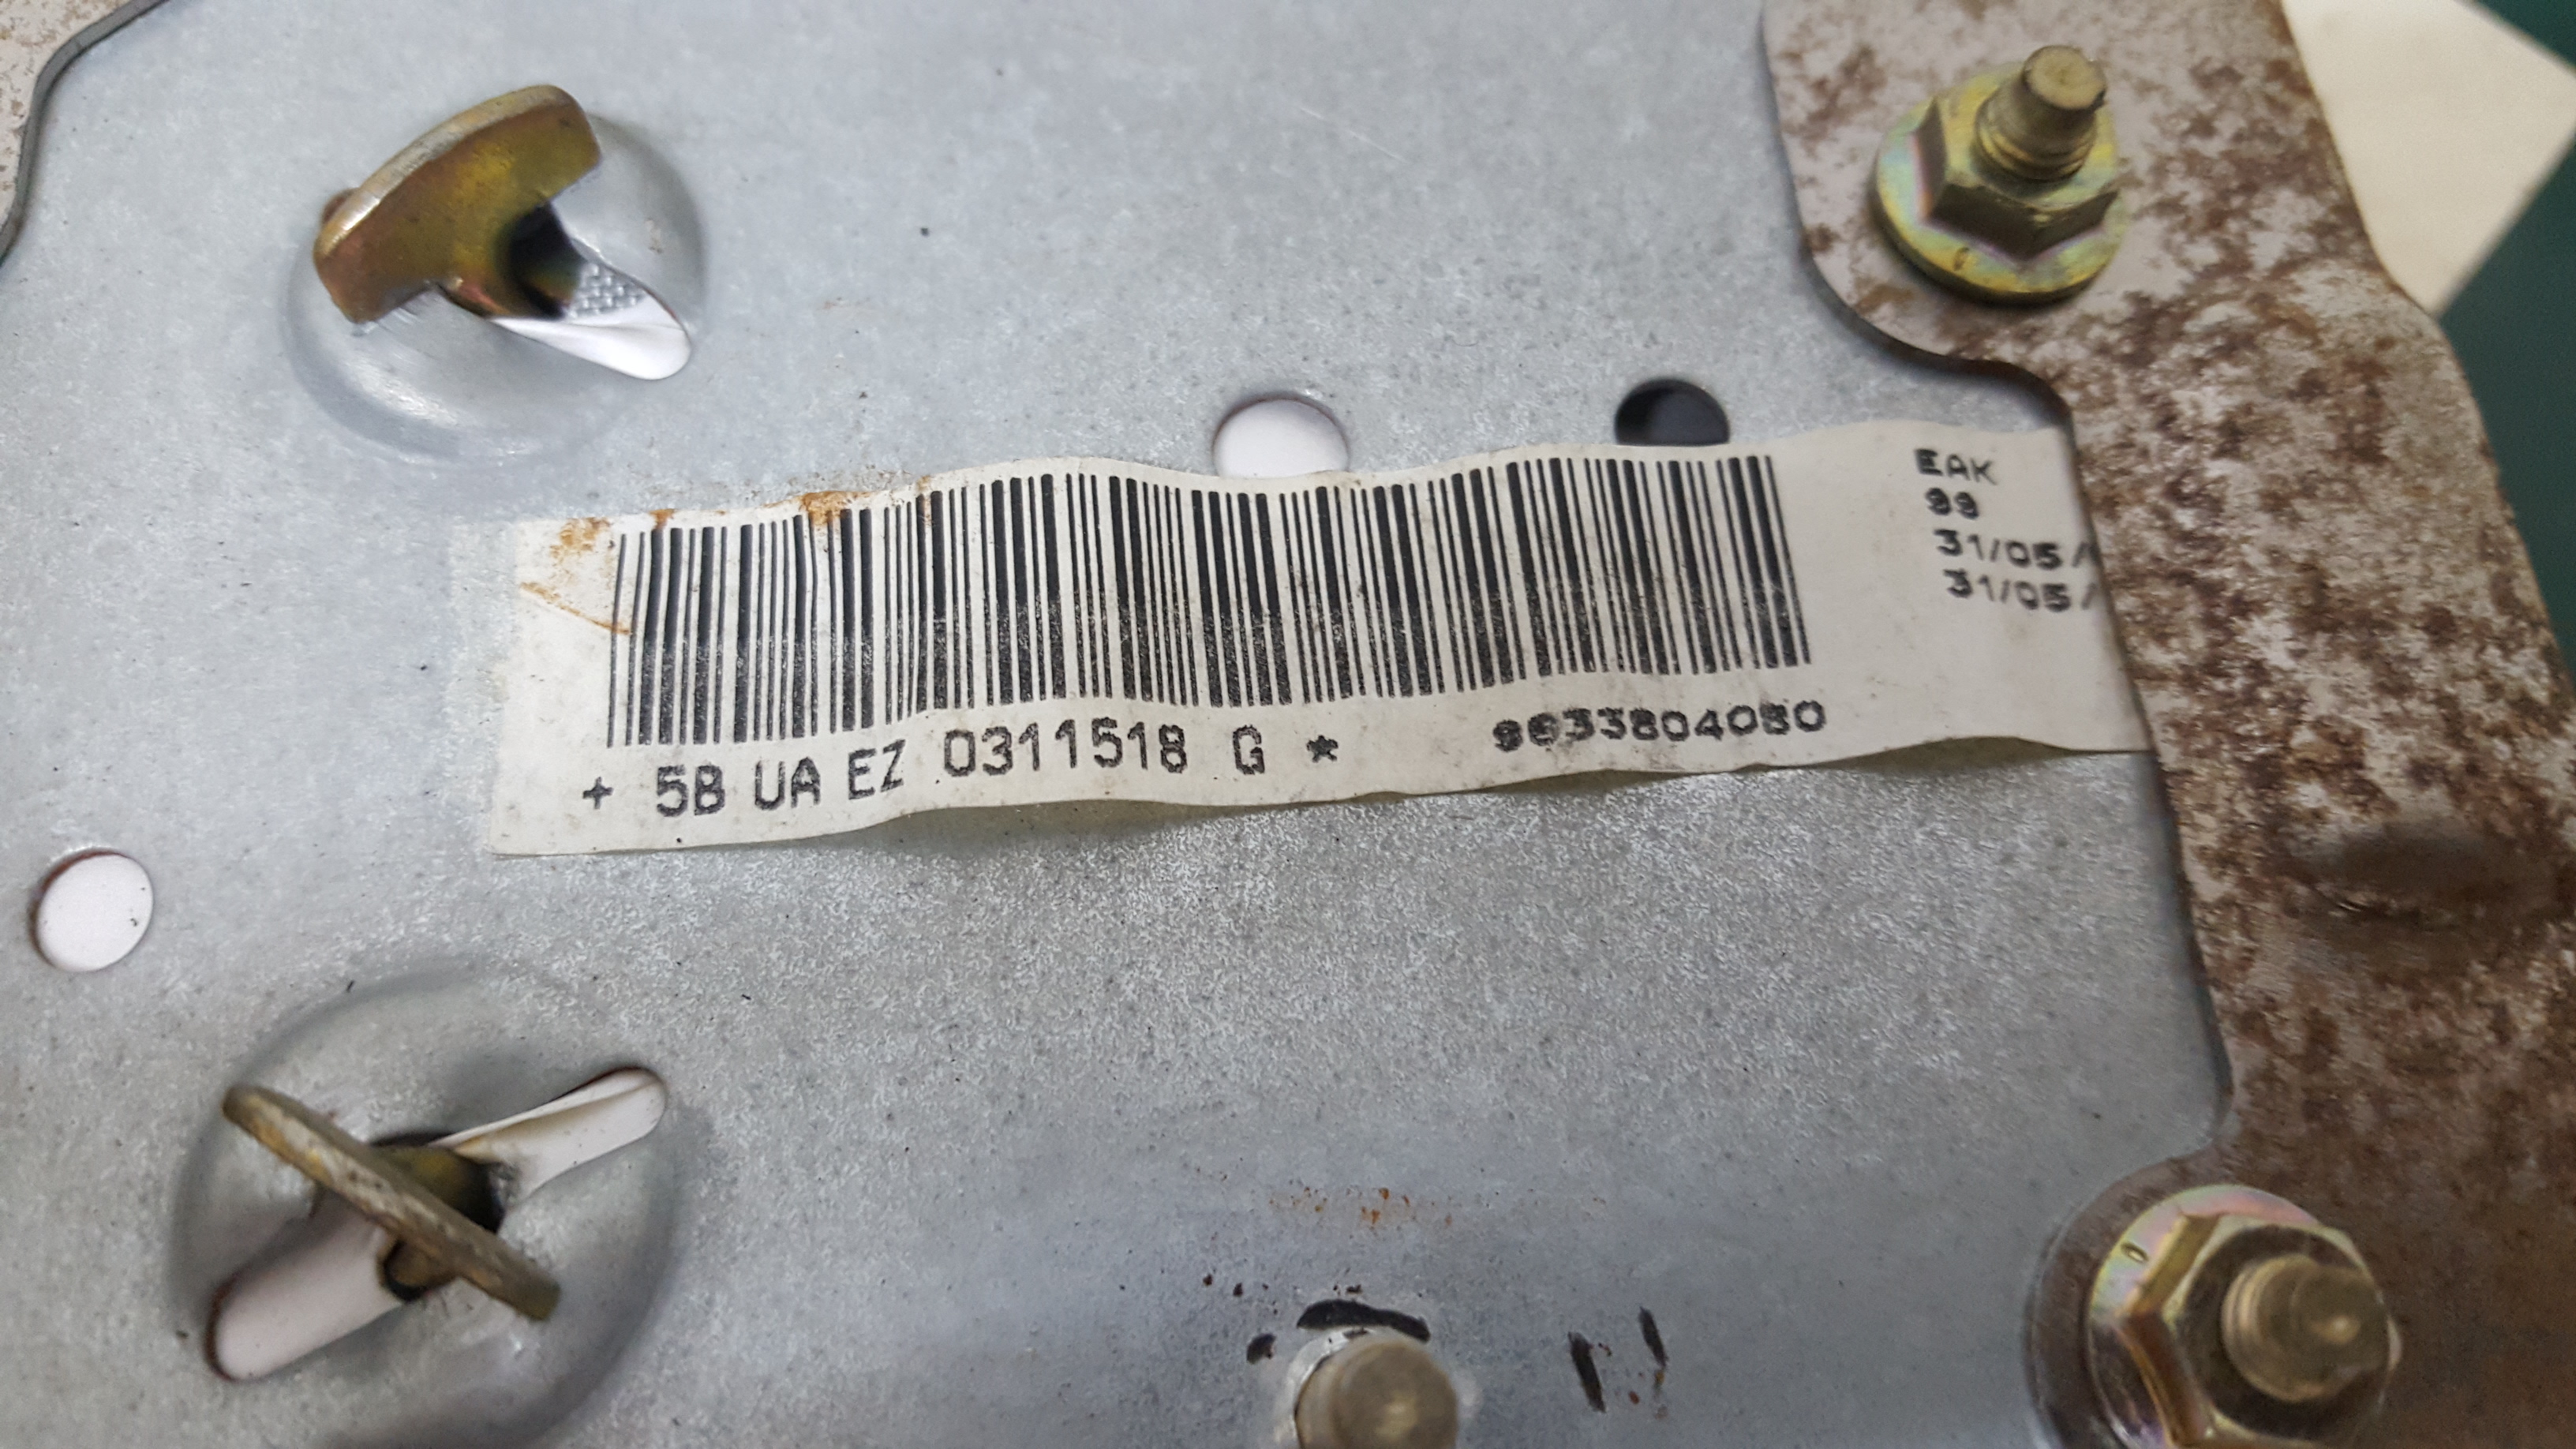 EAK
99
31/05/
31/05/
+ 5B UA EZ 0311518 G * 9633804080